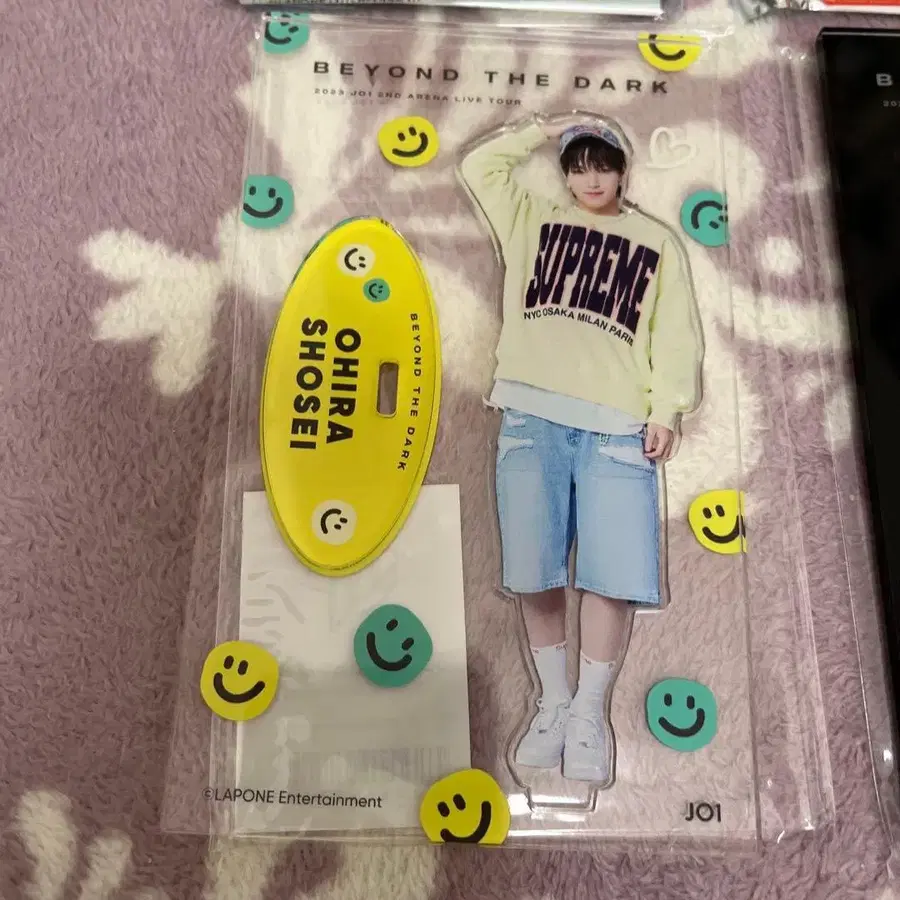 BEYOND THE DARK
2023 JO1 2ND ARENA LIVE TOUR
SUPREME
NYC OSAKA MILAN PARIS
BEYOND THE DARK
OHIRA
SHOSEI
©LAPONE Entertainment
JO1
B